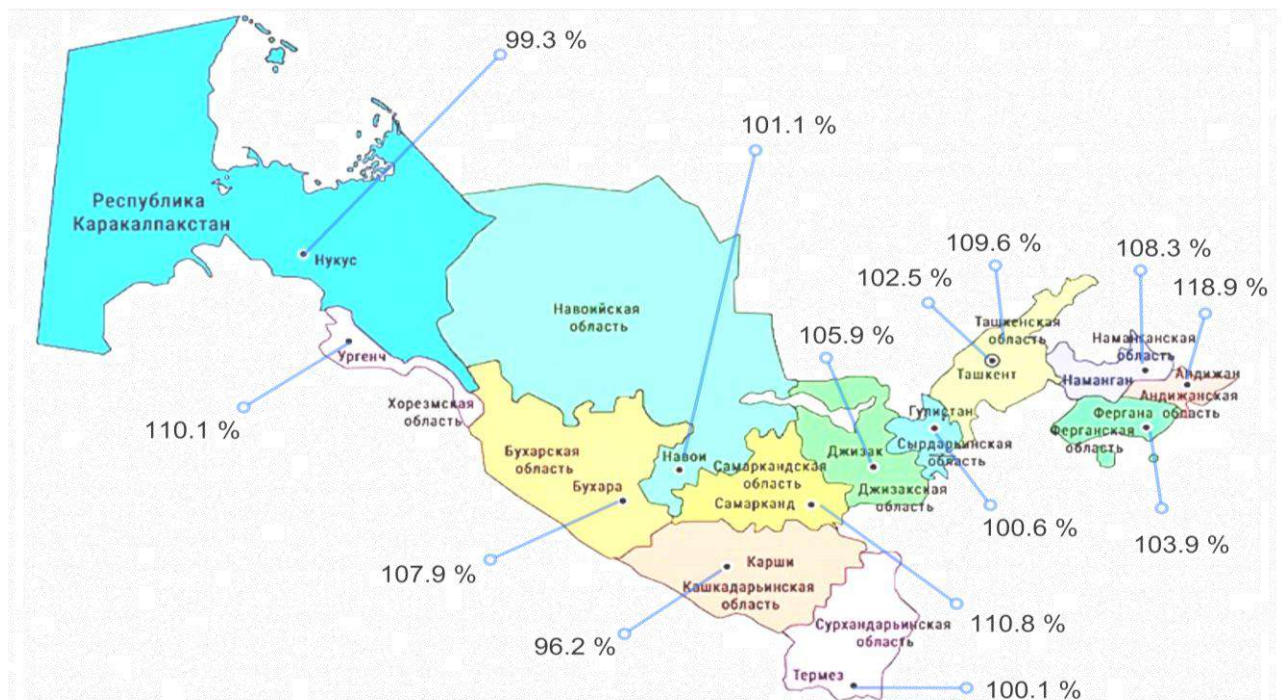 99.3 %
101.1 %
Республика
Каракалпакстан
Нукус
109.6 %
108.3 %
102.5 %
118.9 %
105.9 %
Навоийская
область
Ташкенская
область
Наманганская
область
Ургенч
Ташкент
Наманган
Андижан
Андижанская
область
Хорезмская
область
110.1 %
Гулистан
Фергана
Ферганская
область
Бухарская
область
Навои
Джизак
Сырдарьинская
область
Самаркандская
область
Бухара
Самарканд
Джизакская
область
100.6 %
103.9 %
107.9 %
Карши
Кашкадарьинская
область
96.2 %
Сурхандарьинская
область
110.8 %
Термез
100.1 %